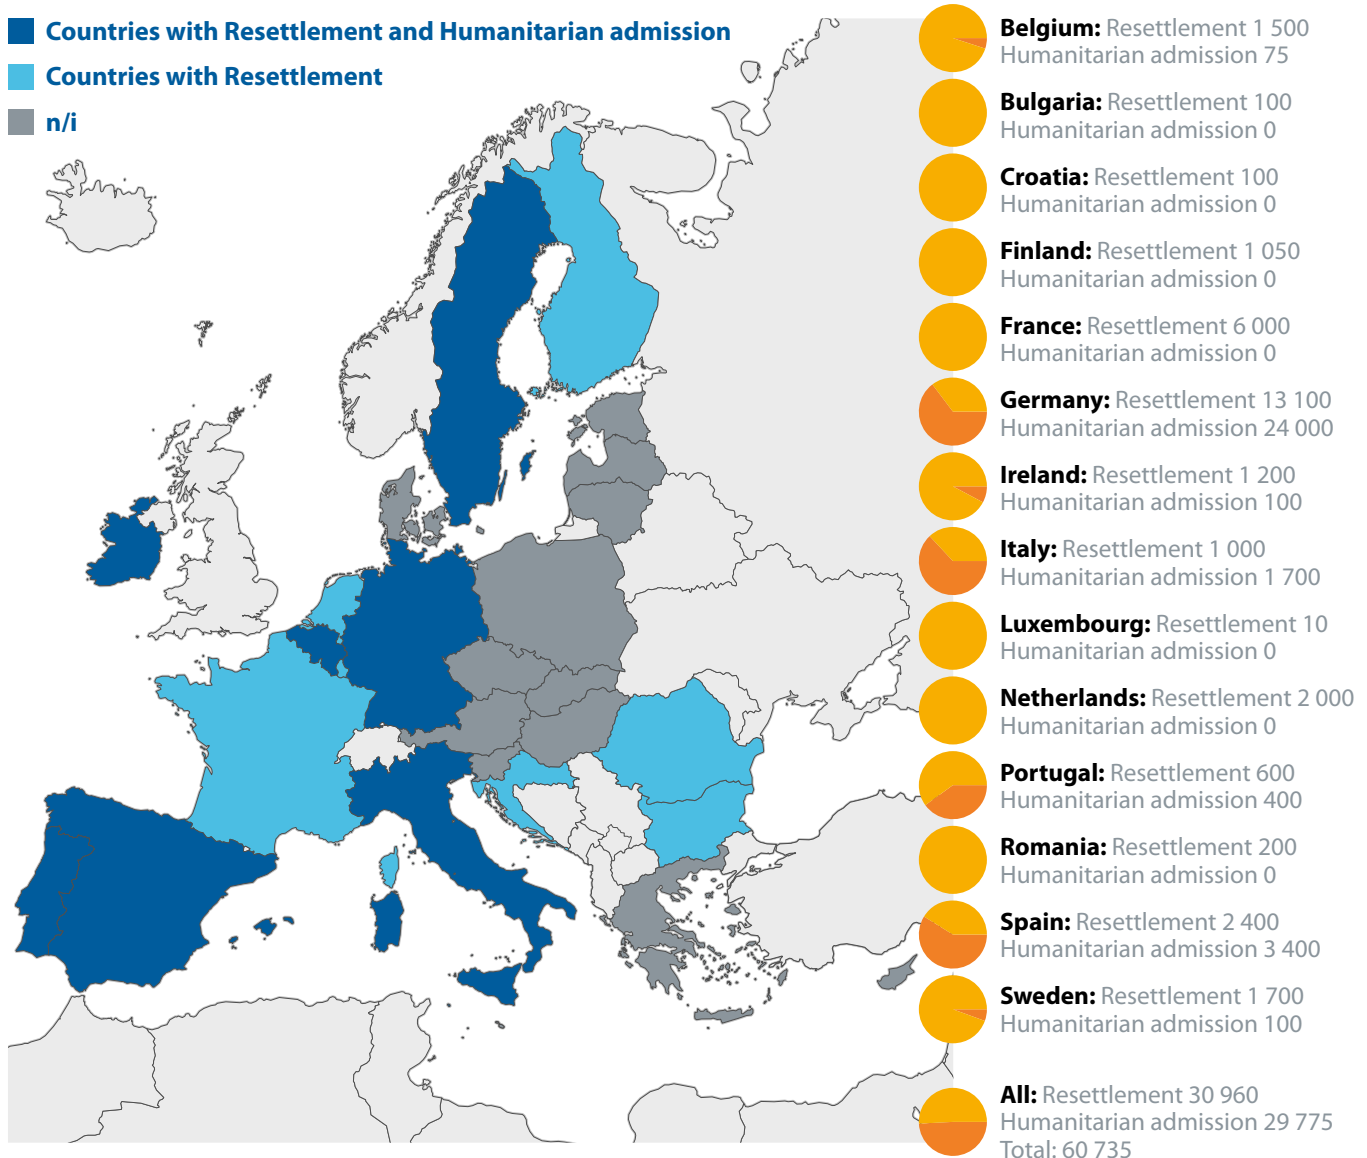 Countries with Resettlement and Humanitarian admission
Countries with Resettlement
n/i
Belgium: Resettlement 1 500
Humanitarian admission 75
Bulgaria: Resettlement 100
Humanitarian admission 0
Croatia: Resettlement 100
Humanitarian admission 0
Finland: Resettlement 1 050
Humanitarian admission 0
France: Resettlement 6 000
Humanitarian admission 0
Germany: Resettlement 13 100
Humanitarian admission 24 000
Ireland: Resettlement 1 200
Humanitarian admission 100
Italy: Resettlement 1 000
Humanitarian admission 1 700
Luxembourg: Resettlement 10
Humanitarian admission 0
Netherlands: Resettlement 2 000
Humanitarian admission 0
Portugal: Resettlement 600
Humanitarian admission 400
Romania: Resettlement 200
Humanitarian admission 0
Spain: Resettlement 2 400
Humanitarian admission 3 400
Sweden: Resettlement 1 700
Humanitarian admission 100
All: Resettlement 30 960
Humanitarian admission 29 775
Total: 60 735